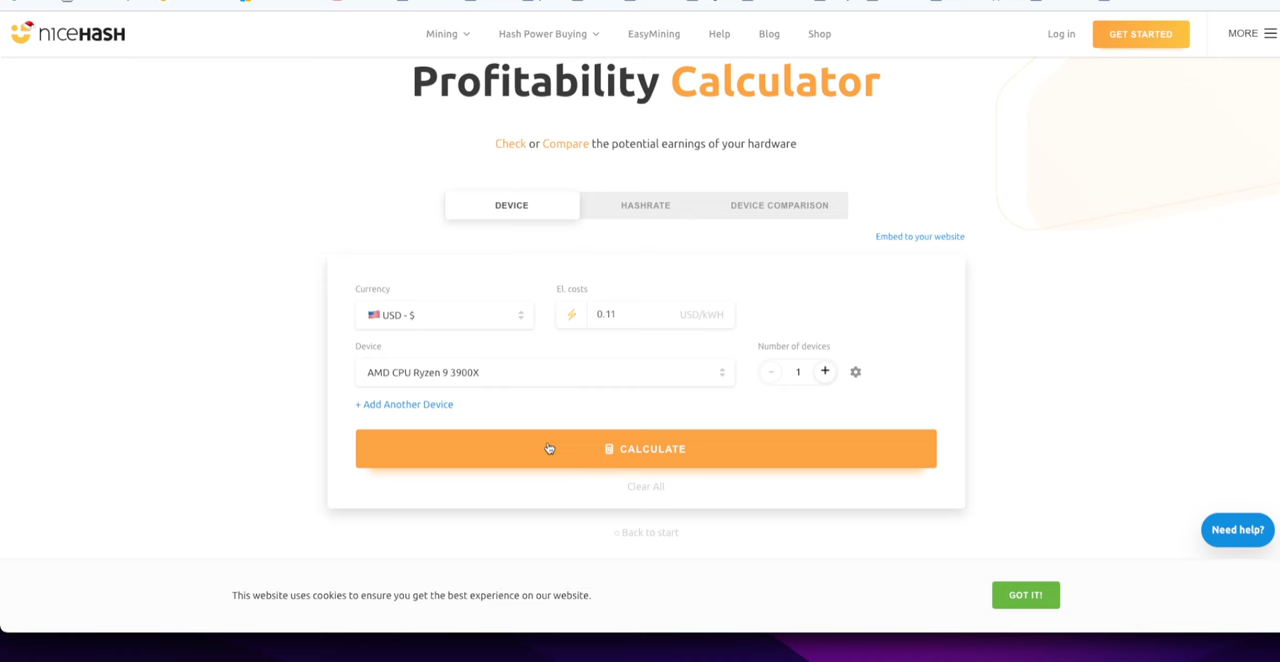 niceHASH
Mining
Hash Power Buying
EasyMining
Help
Blog
Shop
Log in
GET STARTED
MORE
Profitability Calculator
Check or Compare the potential earnings of your hardware
DEVICE
HASHRATE
DEVICE COMPARISON
Embed to your website
Currency
El. costs
USD - $
0.11
USD/kWH
Device
Number of devices
AMD CPU Ryzen 9 3900X
- 1 +
+ Add Another Device
CALCULATE
Clear All
Back to start
Need help?
This website uses cookies to ensure you get the best experience on our website.
GOT IT!